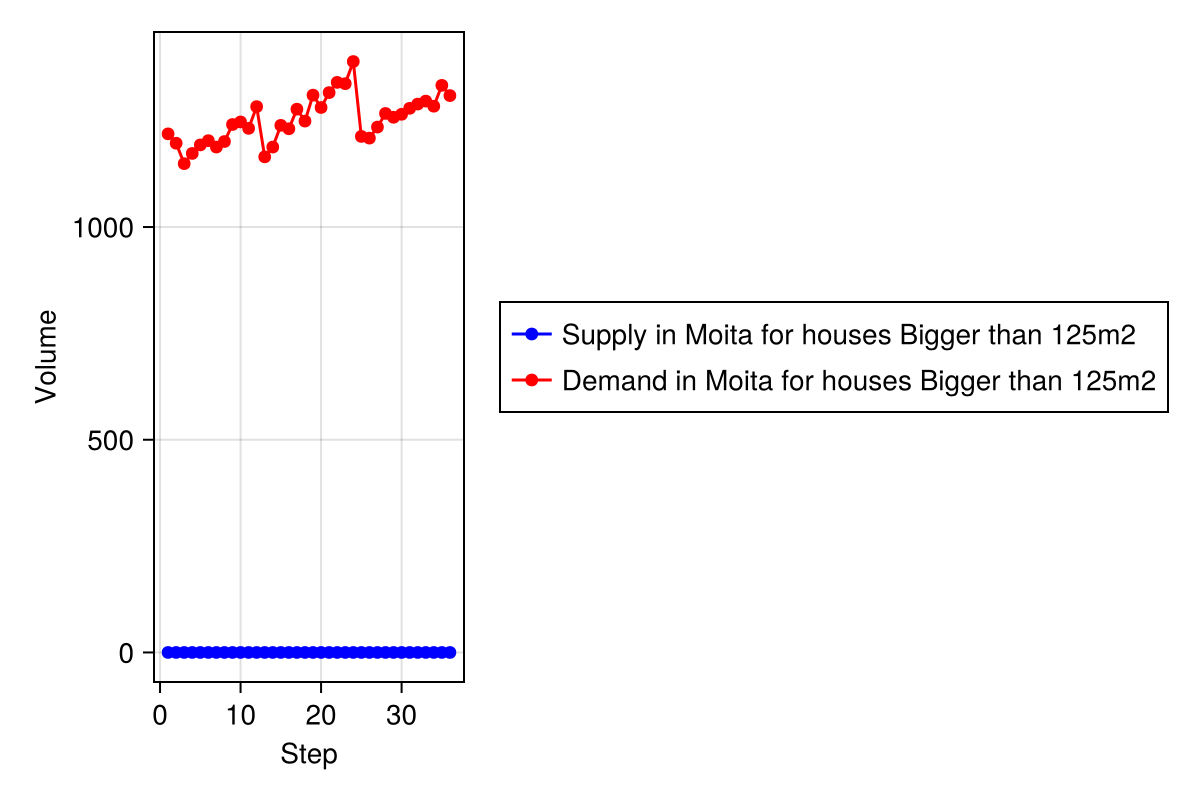 1000
500
0
Volume
0 10 20 30
Step
Supply in Moita for houses Bigger than 125m2
Demand in Moita for houses Bigger than 125m2